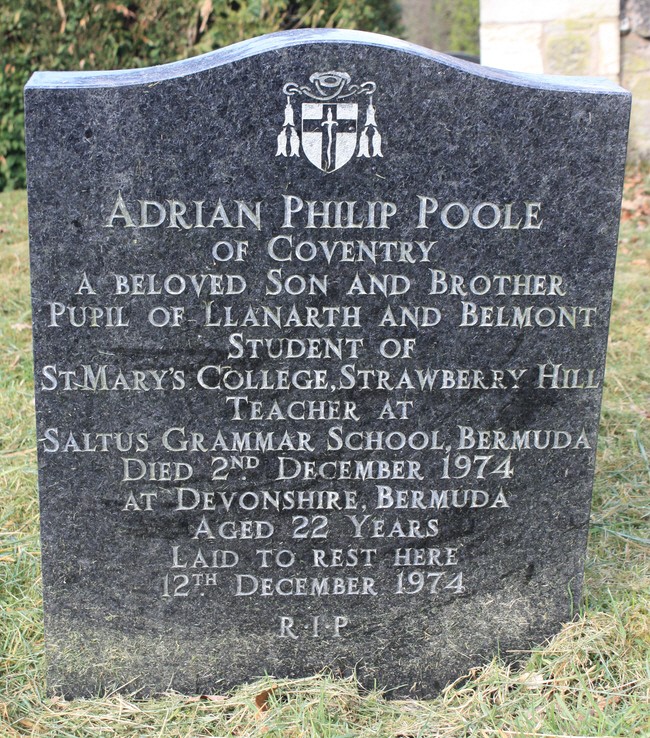 Adrian Philip Poole
of Coventry
a beloved Son and Brother
Pupil of Llanarth and Belmont
Student of
St. Mary's College, Strawberry Hill
Teacher at
Saltus Grammar School, Bermuda
Died 2ND December 1974
at Devonshire, Bermuda
Aged 22 Years
Laid to rest here
12TH December 1974
R·I·P